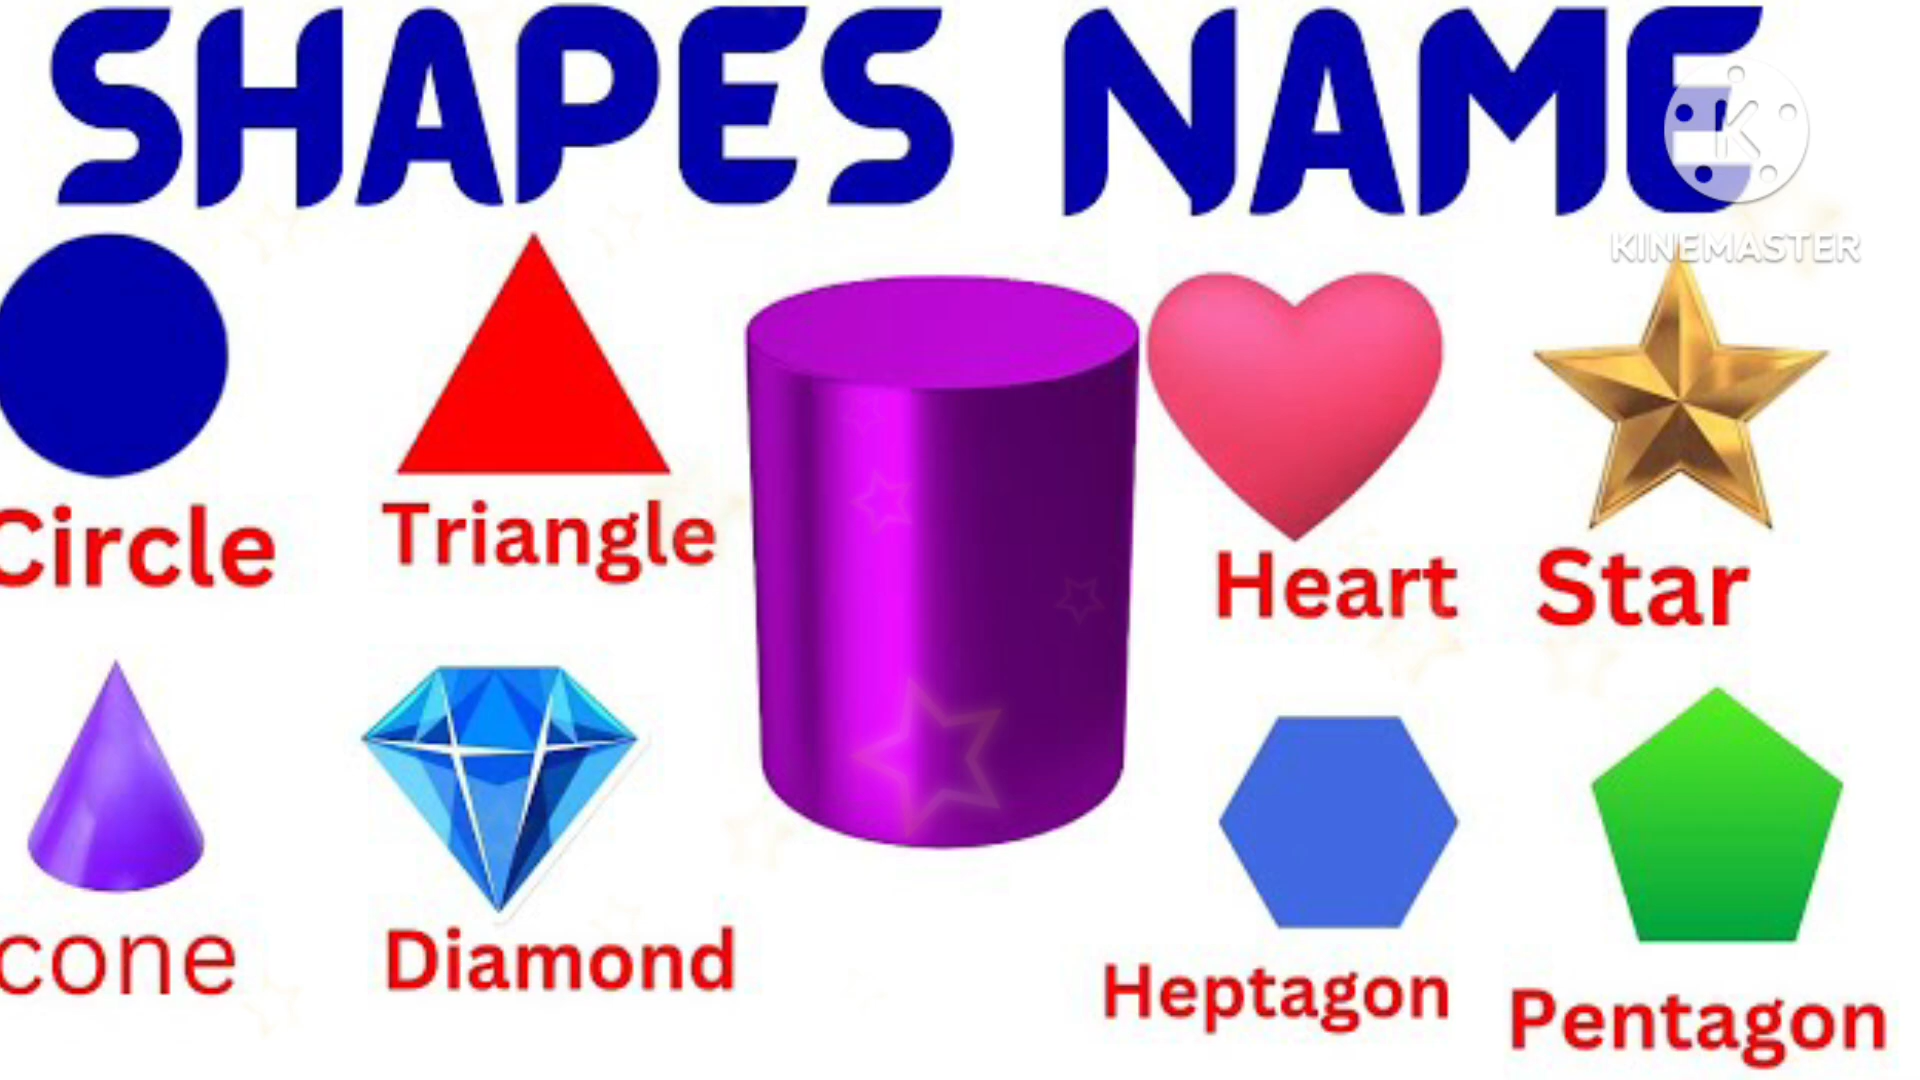 SHAPES NAME
K
KINEMASTER
Circle
Triangle
Heart
Star
cone
Diamond
Heptagon
Pentagon